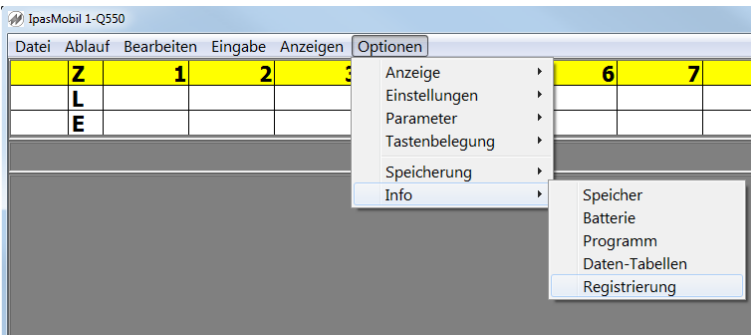 IpasMobil 1-Q550
Datei Ablauf Bearbeiten Eingabe Anzeigen Optionen
Z 1 2 3 6 7
L
E
Anzeige
Einstellungen
Parameter
Tastenbelegung
Speicherung
Info
Speicher
Batterie
Programm
Daten-Tabellen
Registrierung